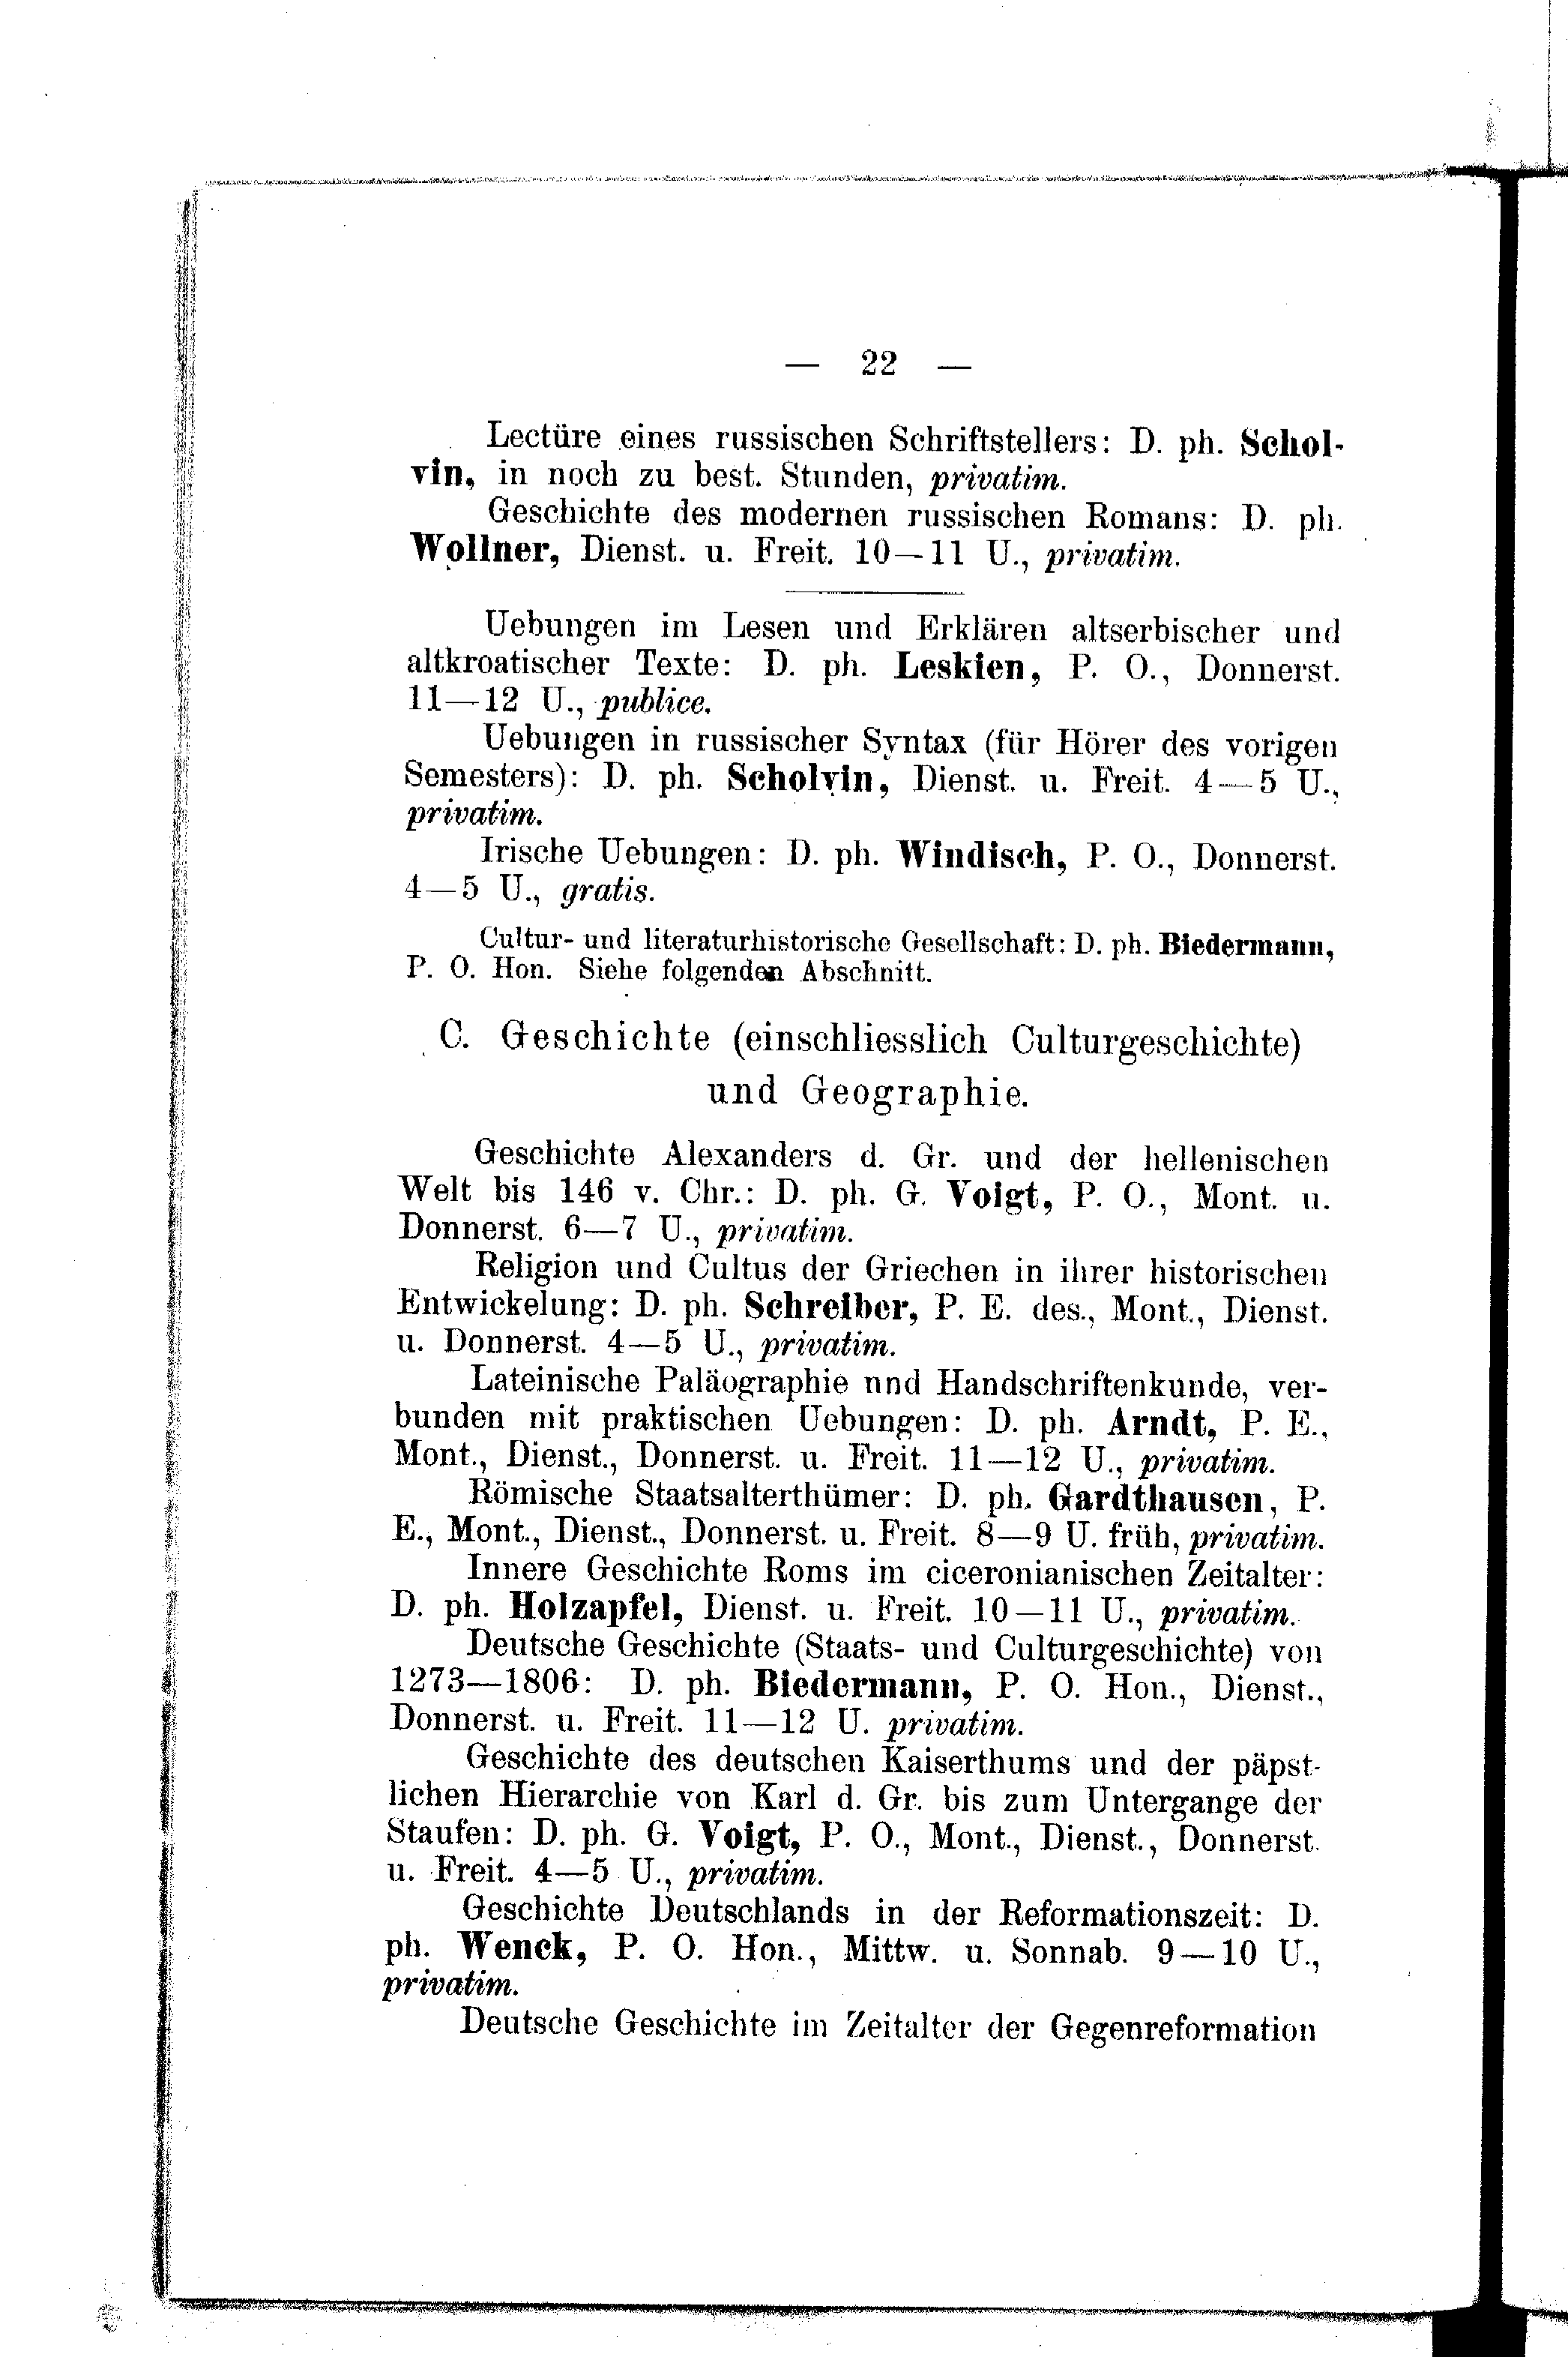 — 22 —
Lectüre eines russischen Schriftstellers: D. ph. Schol-
vin, in noch zu best. Stunden, privatim.
Geschichte des modernen russischen Romans: D. ph.
Wollner, Dienst. u. Freit. 10—11 U., privatim.
Uebungen im Lesen und Erklären altserbischer und
altkroatischer Texte: D. ph. Leskien, P. O., Donnerst.
11—12 U., publice.
Uebungen in russischer Syntax (für Hörer des vorigen
Semesters): D. ph. Scholvin, Dienst. u. Freit. 4—5 U.,
privatim.
Irische Uebungen: D. ph. Windisch, P. O., Donnerst.
4—5 U., gratis.
Cultur- und literaturhistorische Gesellschaft: D. ph. Biedermann,
P. O. Hon. Siehe folgenden Abschnitt.
C. Geschichte (einschliesslich Culturgeschichte)
und Geographie.
Geschichte Alexanders d. Gr. und der hellenischen
Welt bis 146 v. Chr.: D. ph. G. Voigt, P. O., Mont. u.
Donnerst. 6—7 U., privatim.
Religion und Cultus der Griechen in ihrer historischen
Entwickelung: D. ph. Schreiber, P. E. des., Mont., Dienst.
u. Donnerst. 4—5 U., privatim.
Lateinische Paläographie nnd Handschriftenkunde, ver-
bunden mit praktischen Uebungen: D. ph. Arndt, P. E.,
Mont., Dienst., Donnerst. u. Freit. 11—12 U., privatim.
Römische Staatsalterthümer: D. ph. Gardthausen, P.
E., Mont., Dienst., Donnerst. u. Freit. 8—9 U. früh, privatim.
Innere Geschichte Roms im ciceronianischen Zeitalter:
D. ph. Holzapfel, Dienst. u. Freit. 10—11 U., privatim.
Deutsche Geschichte (Staats- und Culturgeschichte) von
1273—1806: D. ph. Biedermann, P. O. Hon., Dienst.,
Donnerst. u. Freit. 11—12 U. privatim.
Geschichte des deutschen Kaiserthums und der päpst-
lichen Hierarchie von Karl d. Gr. bis zum Untergange der
Staufen: D. ph. G. Voigt, P. O., Mont., Dienst., Donnerst.
u. Freit. 4—5 U., privatim.
Geschichte Deutschlands in der Reformationszeit: D.
ph. Wenck, P. O. Hon., Mittw. u. Sonnab. 9—10 U.,
privatim.
Deutsche Geschichte im Zeitalter der Gegenreformation